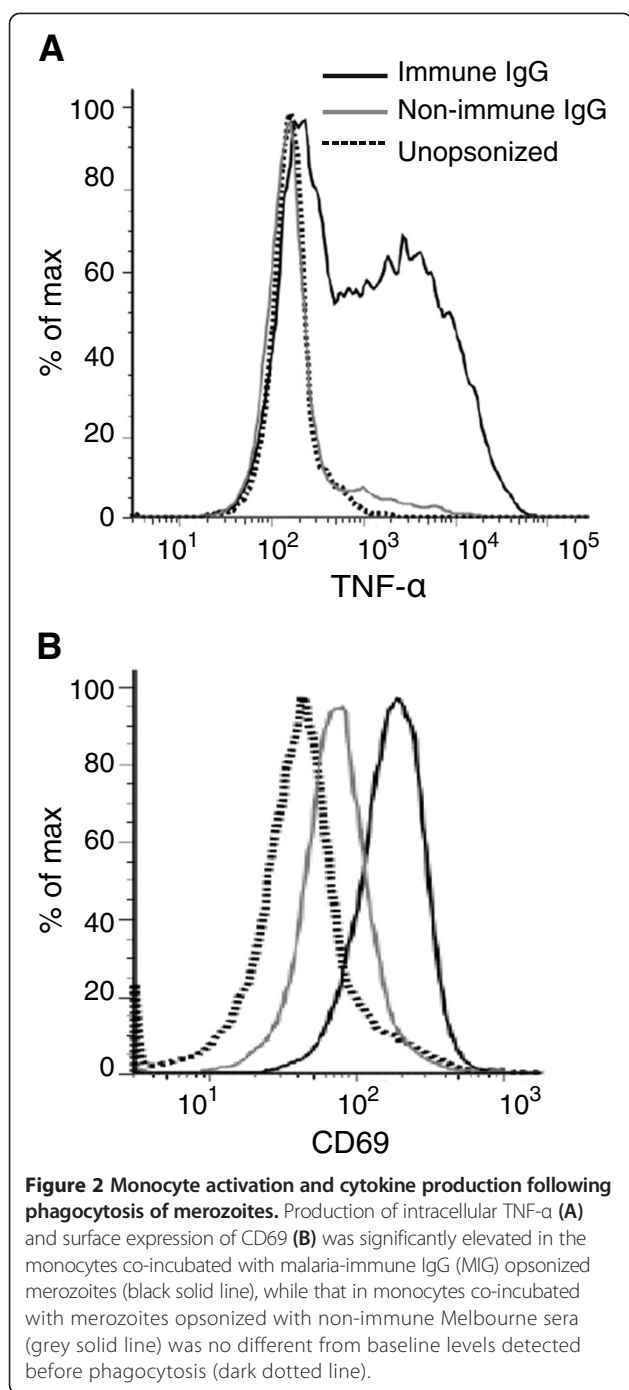 A
Immune IgG
Non-immune IgG
Unopsonized
100
80
60
40
20
0
% of max
10¹ 10² 10³ 10⁴ 10⁵
TNF-α
B
100
80
60
40
20
0
% of max
10¹ 10² 10³
CD69
Figure 2 Monocyte activation and cytokine production following
phagocytosis of merozoites. Production of intracellular TNF-α (A)
and surface expression of CD69 (B) was significantly elevated in the
monocytes co-incubated with malaria-immune IgG (MIG) opsonized
merozoites (black solid line), while that in monocytes co-incubated
with merozoites opsonized with non-immune Melbourne sera
(grey solid line) was no different from baseline levels detected
before phagocytosis (dark dotted line).